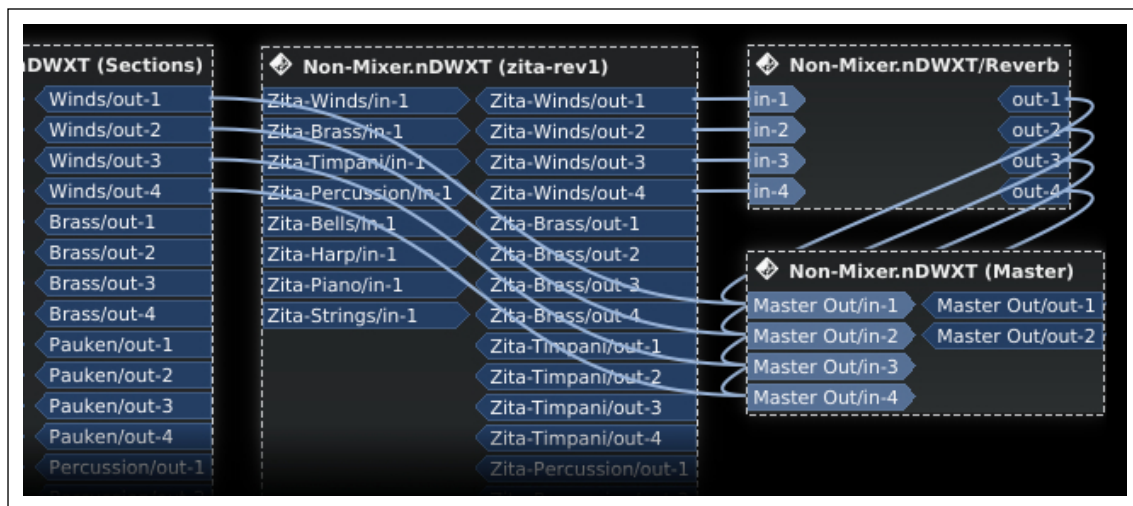 nDWXT (Sections)
Winds/out-1
Winds/out-2
Winds/out-3
Winds/out-4
Brass/out-1
Brass/out-2
Brass/out-3
Brass/out-4
Pauken/out-1
Pauken/out-2
Pauken/out-3
Pauken/out-4
Percussion/out-1
Non-Mixer.nDWXT (zita-rev1)
Zita-Winds/in-1
Zita-Brass/in-1
Zita-Timpani/in-1
Zita-Percussion/in-1
Zita-Bells/in-1
Zita-Harp/in-1
Zita-Piano/in-1
Zita-Strings/in-1
Zita-Winds/out-1
Zita-Winds/out-2
Zita-Winds/out-3
Zita-Winds/out-4
Zita-Brass/out-1
Zita-Brass/out-2
Zita-Brass/out-3
Zita-Brass/out-4
Zita-Timpani/out-1
Zita-Timpani/out-2
Zita-Timpani/out-3
Zita-Timpani/out-4
Zita-Percussion/out-1
Non-Mixer.nDWXT/Reverb
in-1
in-2
in-3
in-4
out-1
out-2
out-3
out-4
Non-Mixer.nDWXT (Master)
Master Out/in-1
Master Out/in-2
Master Out/in-3
Master Out/in-4
Master Out/out-1
Master Out/out-2